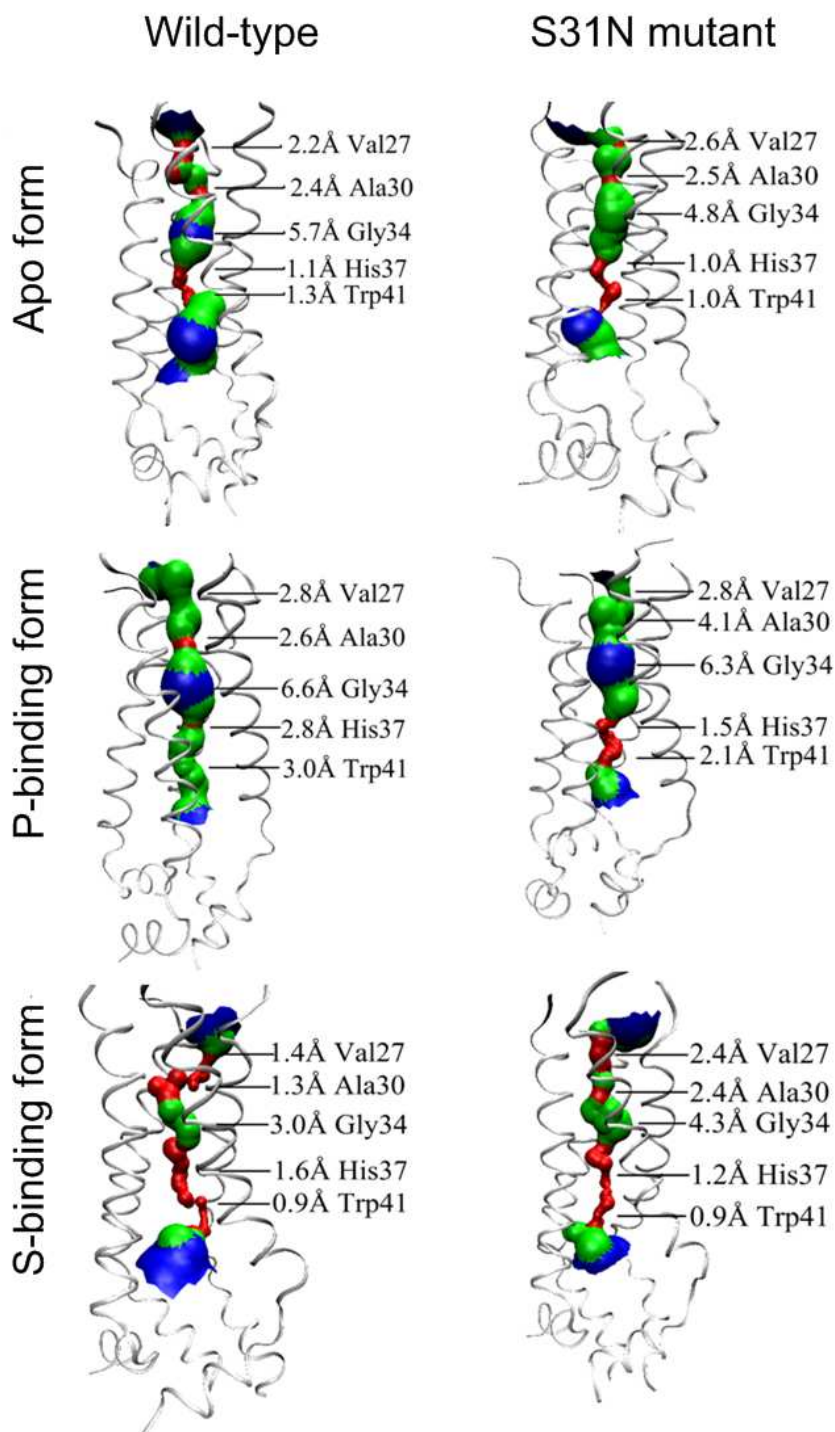 Wild-type
S31N mutant
Apo form
2.2Å Val27
2.4Å Ala30
5.7Å Gly34
1.1Å His37
1.3Å Trp41
2.6Å Val27
2.5Å Ala30
4.8Å Gly34
1.0Å His37
1.0Å Trp41
P-binding form
2.8Å Val27
2.6Å Ala30
6.6Å Gly34
2.8Å His37
3.0Å Trp41
2.8Å Val27
4.1Å Ala30
6.3Å Gly34
1.5Å His37
2.1Å Trp41
S-binding form
1.4Å Val27
1.3Å Ala30
3.0Å Gly34
1.6Å His37
0.9Å Trp41
2.4Å Val27
2.4Å Ala30
4.3Å Gly34
1.2Å His37
0.9Å Trp41